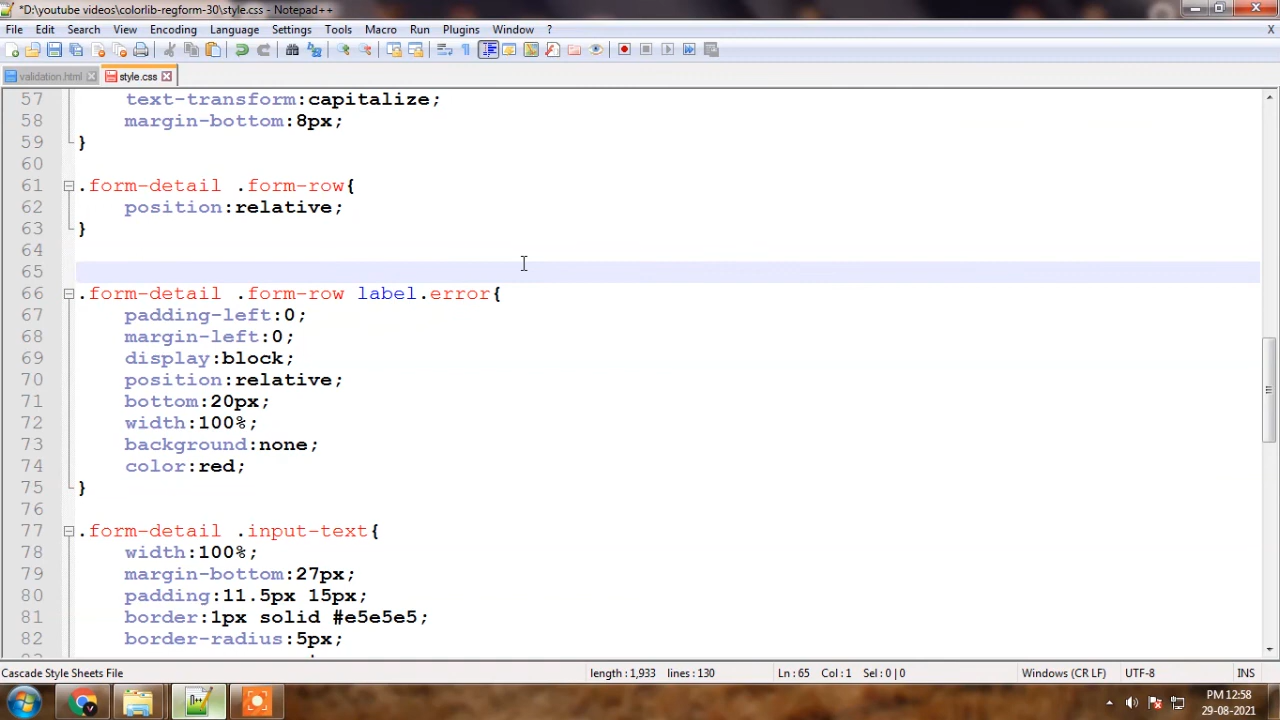 *D:\youtube videos\colorlib-regform-30\style.css - Notepad++
File Edit Search View Encoding Language Settings Tools Macro Run Plugins Window ? X
validation.html style.css
57 text-transform:capitalize;
58 margin-bottom:8px;
59 }
60
61 .form-detail .form-row{
62 position:relative;
63 }
64
65
66 .form-detail .form-row label.error{
67 padding-left:0;
68 margin-left:0;
69 display:block;
70 position:relative;
71 bottom:20px;
72 width:100%;
73 background:none;
74 color:red;
75 }
76
77 .form-detail .input-text{
78 width:100%;
79 margin-bottom:27px;
80 padding:11.5px 15px;
81 border:1px solid #e5e5e5;
82 border-radius:5px;
Cascade Style Sheets File length : 1,933 lines : 130 Ln : 65 Col : 1 Sel : 0 | 0 Windows (CR LF) UTF-8 INS
PM 12:58
29-08-2021